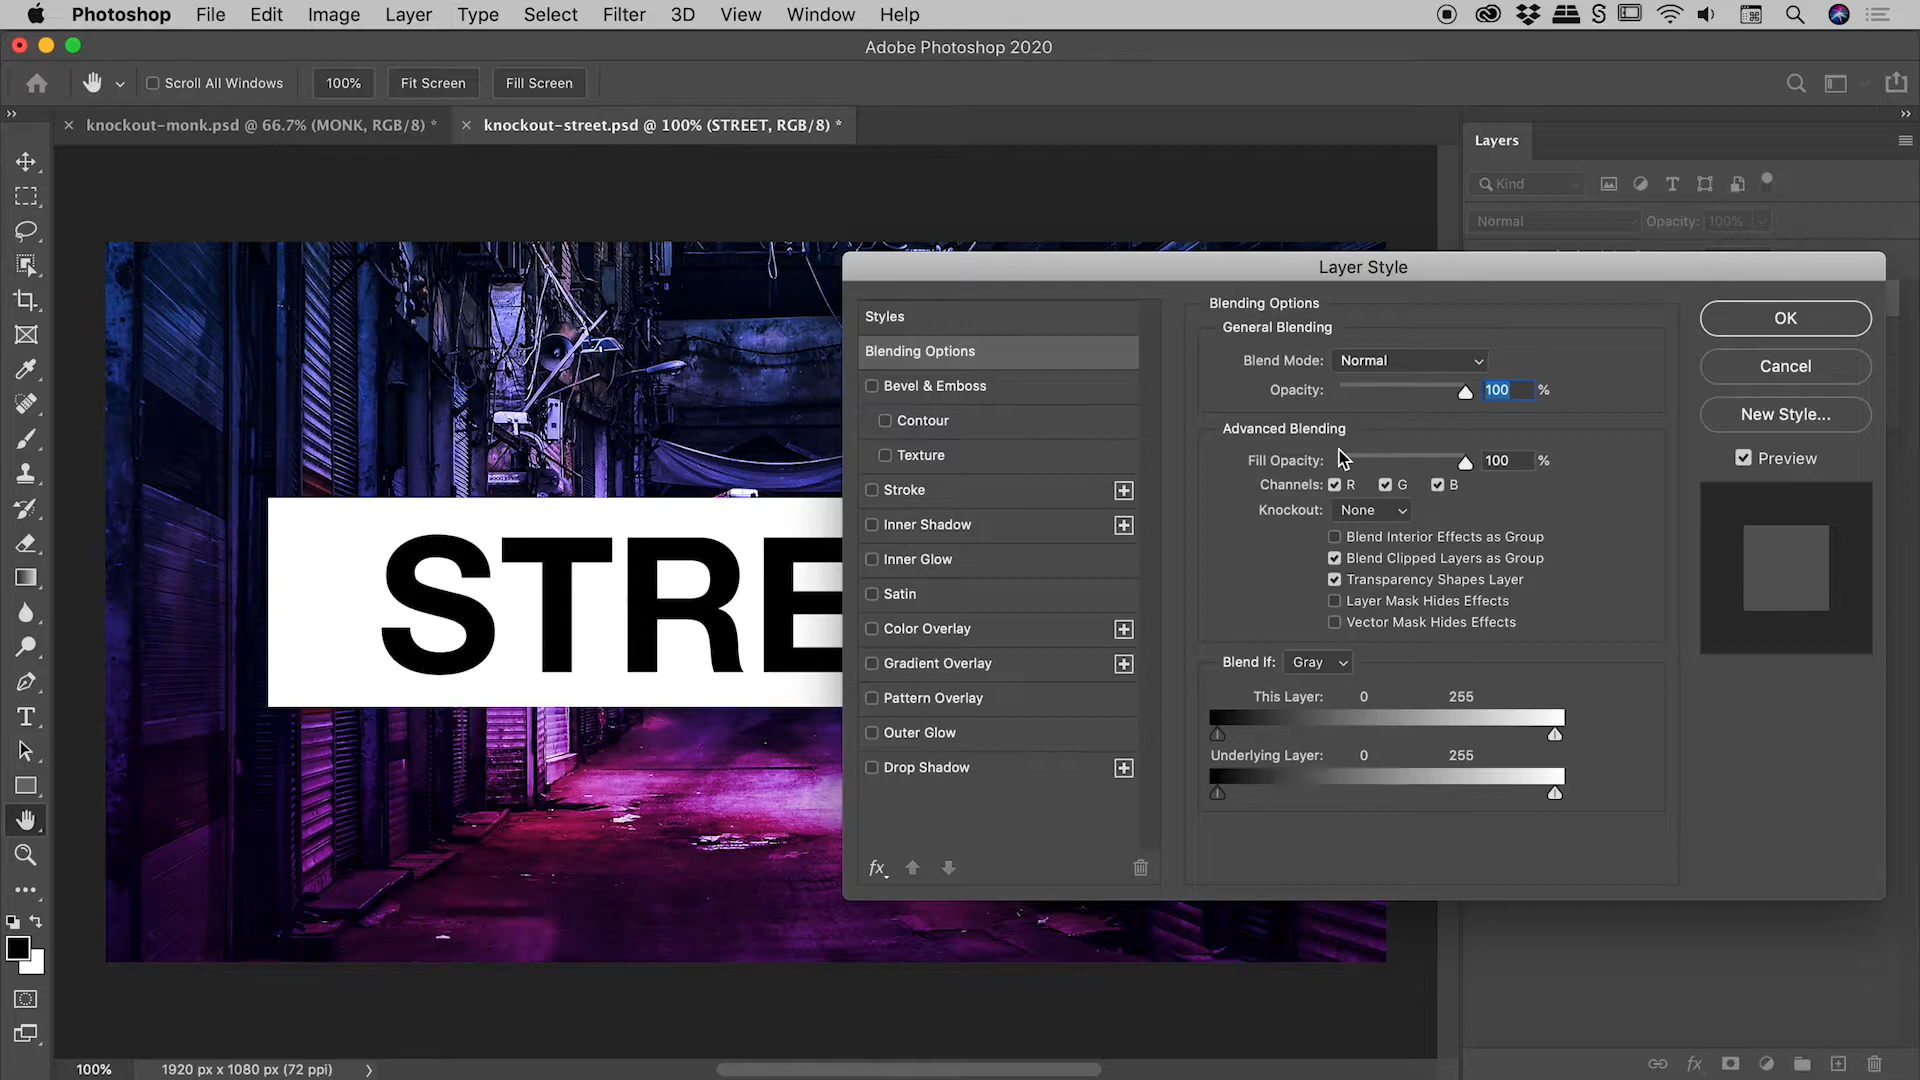 Photoshop File Edit Image Layer Type Select Filter 3D View Window Help
Adobe Photoshop 2020
Scroll All Windows 100% Fit Screen Fill Screen
knockout-monk.psd @ 66.7% (MONK, RGB/8) *
knockout-street.psd @ 100% (STREET, RGB/8) *
Layers
Kind
Normal Opacity: 100%
Layer Style
Styles
Blending Options
Bevel & Emboss
Contour
Texture
Stroke
Inner Shadow
Inner Glow
Satin
Color Overlay
Gradient Overlay
Pattern Overlay
Outer Glow
Drop Shadow
fx
Blending Options
General Blending
Blend Mode: Normal
Opacity: 100 %
Advanced Blending
Fill Opacity: 100 %
Channels: R G B
Knockout: None
Blend Interior Effects as Group
Blend Clipped Layers as Group
Transparency Shapes Layer
Layer Mask Hides Effects
Vector Mask Hides Effects
Blend If: Gray
This Layer: 0 255
Underlying Layer: 0 255
OK
Cancel
New Style...
Preview
STRE
100% 1920 px x 1080 px (72 ppi)
fx